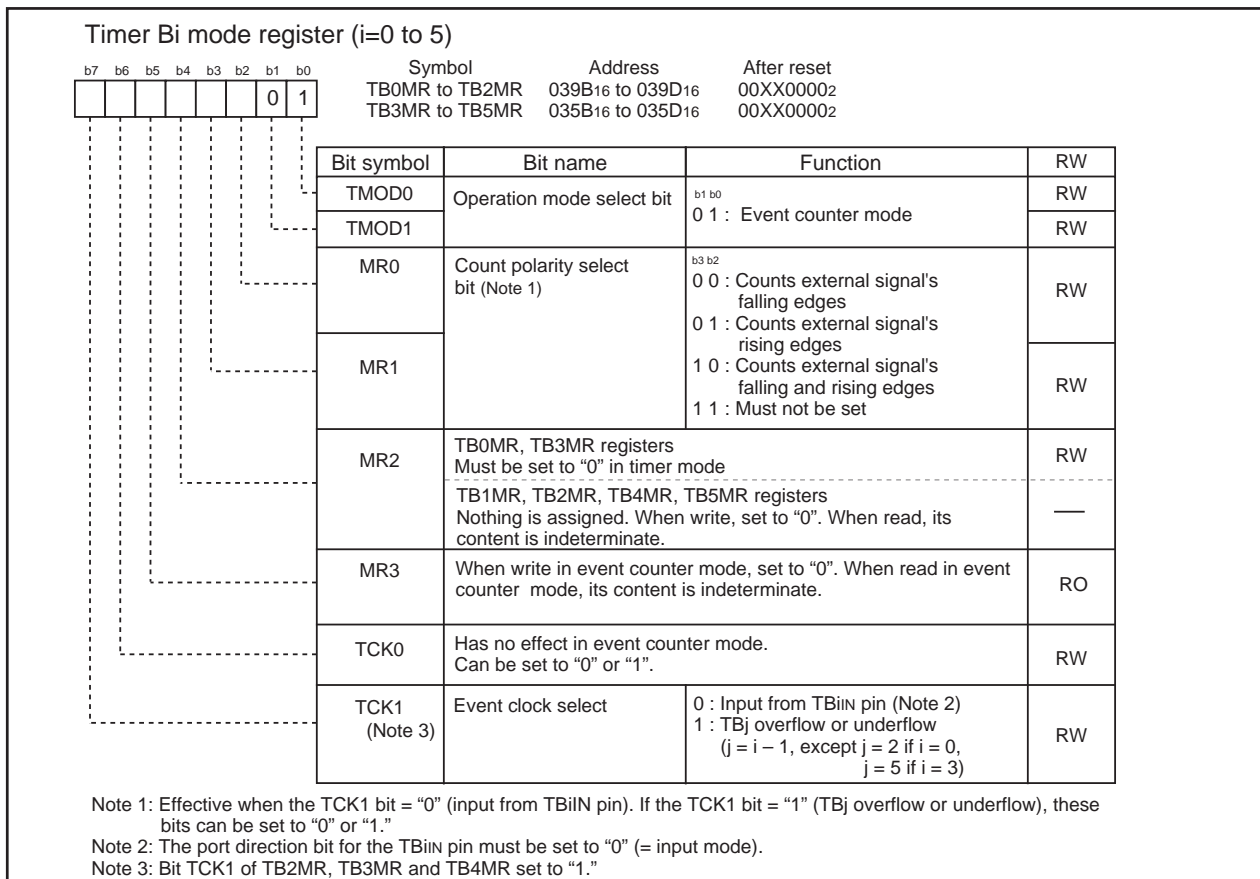 Timer Bi mode register (i=0 to 5)
b7 b6 b5 b4 b3 b2 b1 b0
0 1
Symbol Address After reset
TB0MR to TB2MR 039B16 to 039D16 00XX00002
TB3MR to TB5MR 035B16 to 035D16 00XX00002
Bit symbol Bit name Function RW
TMOD0 Operation mode select bit b1 b0 RW
0 1 : Event counter mode
TMOD1 RW
MR0 Count polarity select b3 b2
bit (Note 1) 0 0 : Counts external signal's RW
falling edges
0 1 : Counts external signal's
rising edges
MR1 1 0 : Counts external signal's RW
falling and rising edges
1 1 : Must not be set
MR2 TB0MR, TB3MR registers RW
Must be set to “0” in timer mode
TB1MR, TB2MR, TB4MR, TB5MR registers
Nothing is assigned. When write, set to “0”. When read, its —
content is indeterminate.
MR3 When write in event counter mode, set to “0”. When read in event RO
counter mode, its content is indeterminate.
TCK0 Has no effect in event counter mode. RW
Can be set to “0” or “1”.
TCK1 Event clock select 0 : Input from TBiIN pin (Note 2)
(Note 3) 1 : TBj overflow or underflow RW
(j = i – 1, except j = 2 if i = 0,
j = 5 if i = 3)
Note 1: Effective when the TCK1 bit = “0” (input from TBiIN pin). If the TCK1 bit = “1” (TBj overflow or underflow), these
bits can be set to “0” or “1.”
Note 2: The port direction bit for the TBiIN pin must be set to “0” (= input mode).
Note 3: Bit TCK1 of TB2MR, TB3MR and TB4MR set to “1.”